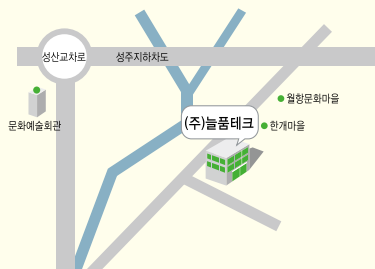 성산교차로
성주지하차도
월항문화마을
(주)늘품테크
한개마을
문화예술회관